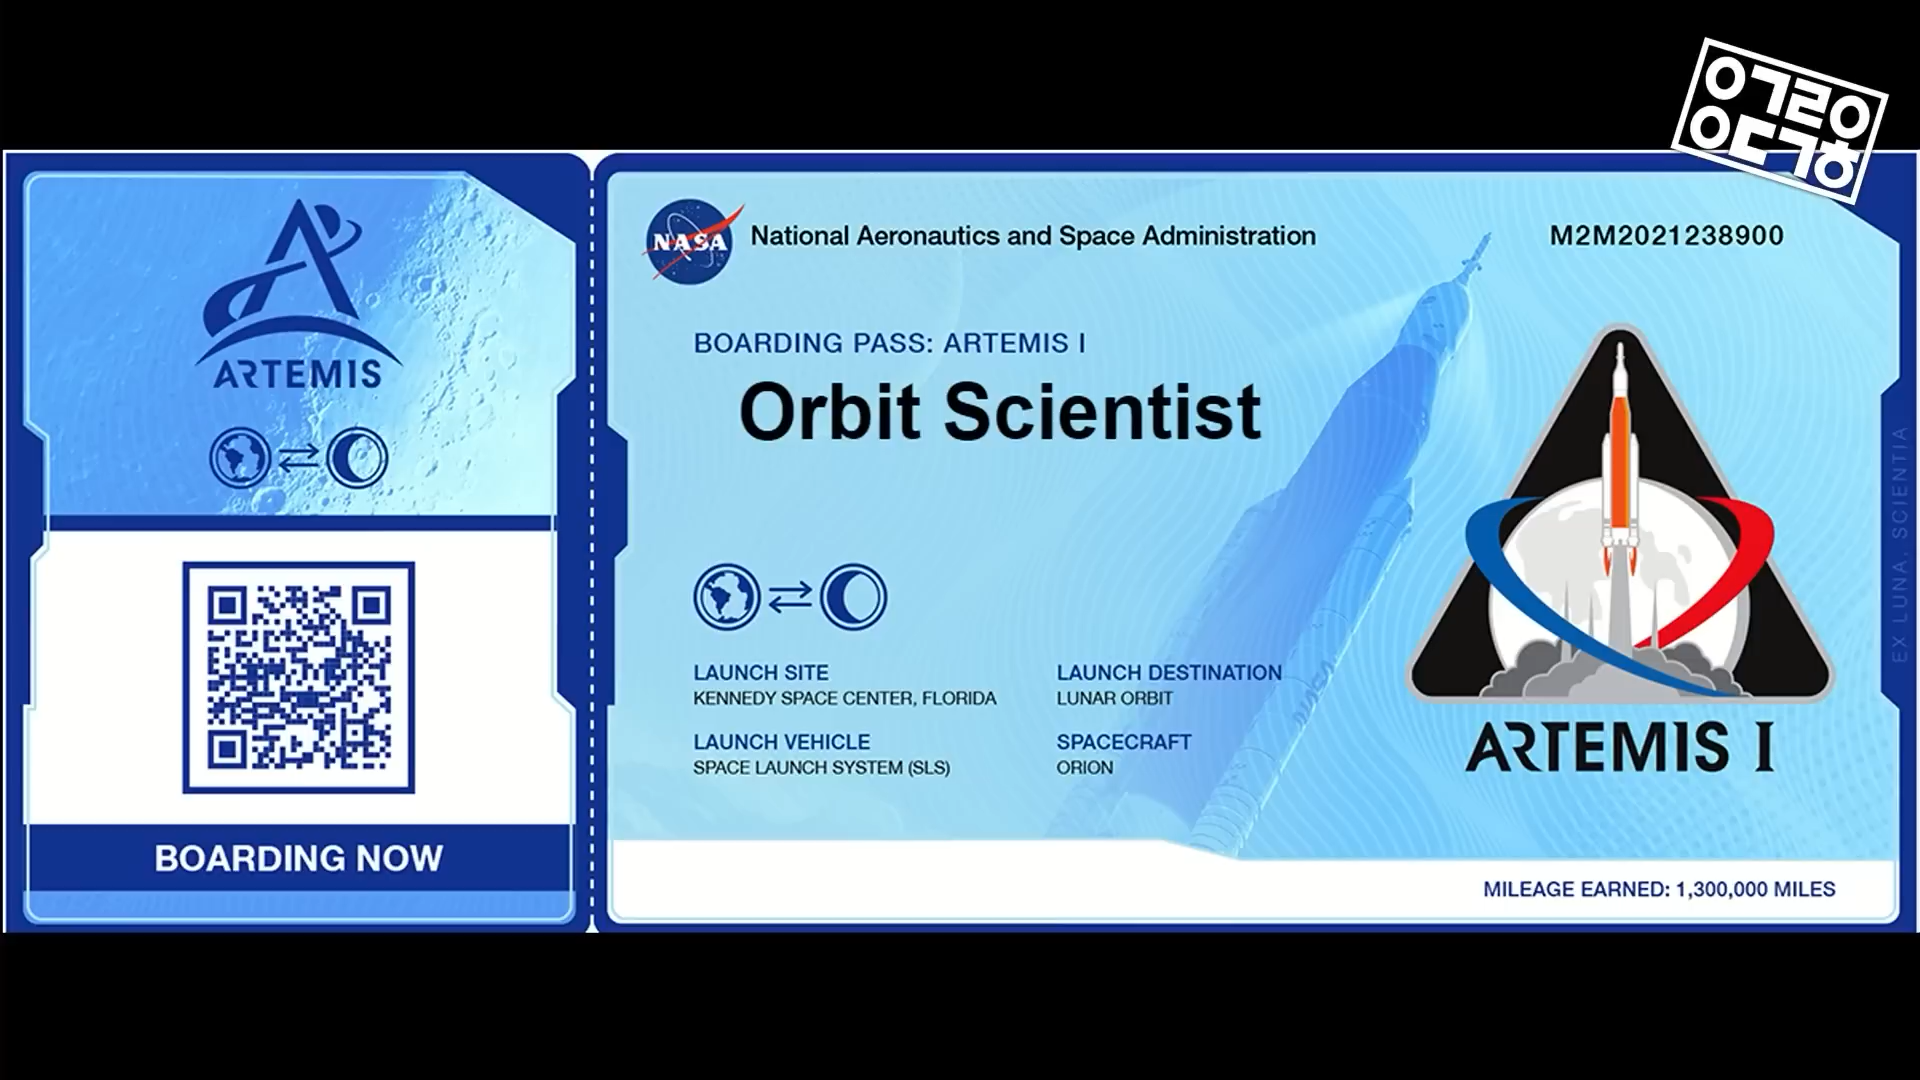 ARTEMIS
BOARDING NOW
NASA
National Aeronautics and Space Administration
M2M2021238900
BOARDING PASS: ARTEMIS I
Orbit Scientist
LAUNCH SITE
KENNEDY SPACE CENTER, FLORIDA
LAUNCH DESTINATION
LUNAR ORBIT
LAUNCH VEHICLE
SPACE LAUNCH SYSTEM (SLS)
SPACECRAFT
ORION
ARTEMIS I
EX LUNA, SCIENTIA
MILEAGE EARNED: 1,300,000 MILES